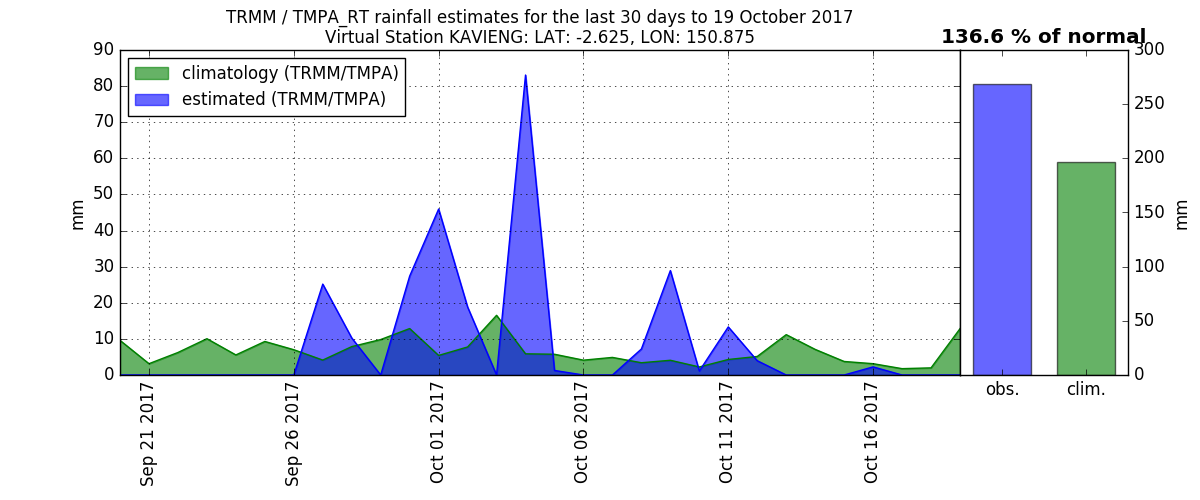 TRMM / TMPA_RT rainfall estimates for the last 30 days to 19 October 2017
Virtual Station KAVIENG: LAT: -2.625, LON: 150.875
136.6 % of normal
climatology (TRMM/TMPA)
estimated (TRMM/TMPA)
90
80
70
60
50
40
30
20
10
0
mm
Sep 21 2017
Sep 26 2017
Oct 01 2017
Oct 06 2017
Oct 11 2017
Oct 16 2017
obs.
clim.
300
250
200
150
100
50
0
mm